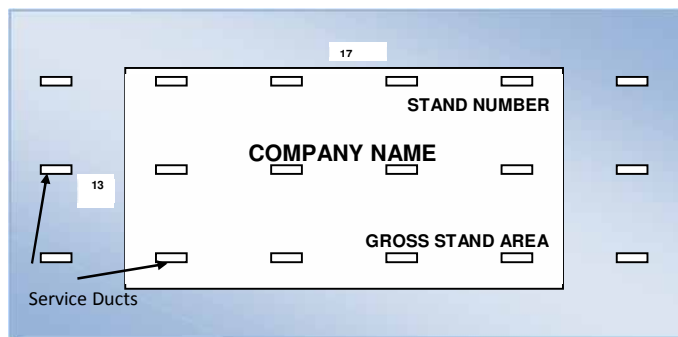 17
STAND NUMBER
COMPANY NAME
13
GROSS STAND AREA
Service Ducts